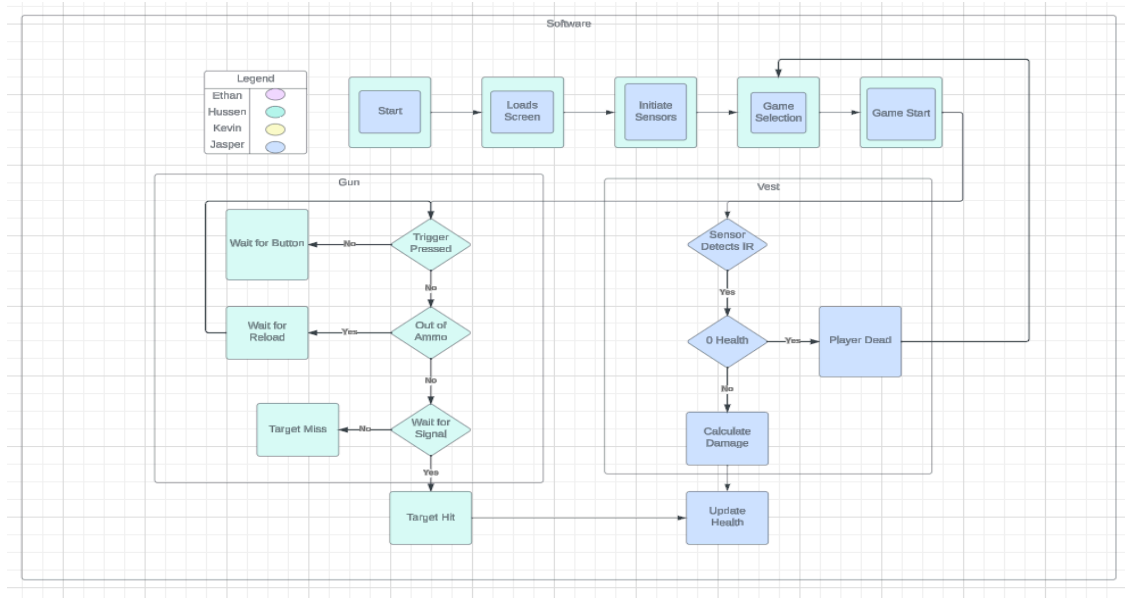 Software
Legend
Ethan
Hussen
Kevin
Jasper
Start
Loads
Screen
Initiate
Sensors
Game
Selection
Game Start
Gun
Vest
Wait for Button
No
Trigger
Pressed
Sensor
Detects IR
No
Yes
Wait for
Reload
Yes
Out of
Ammo
0 Health
Yes
Player Dead
No
No
Target Miss
No
Wait for
Signal
Calculate
Damage
Yes
Target Hit
Update
Health